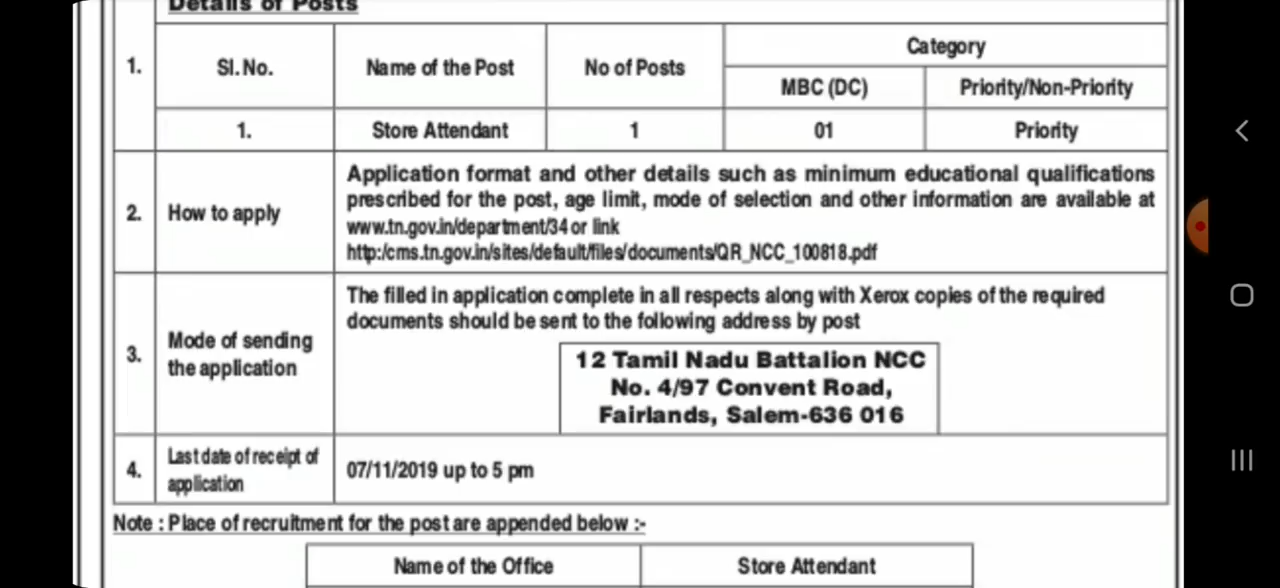 Details of Posts
1.
Sl. No.
Name of the Post
No of Posts
Category
MBC (DC)
Priority/Non-Priority
1.
Store Attendant
1
01
Priority
2.
How to apply
Application format and other details such as minimum educational qualifications
prescribed for the post, age limit, mode of selection and other information are available at
www.tn.gov.in/department/34 or link
http:/cms.tn.gov.in/sites/default/files/documents/QR_NCC_100818.pdf
3.
Mode of sending
the application
The filled in application complete in all respects along with Xerox copies of the required
documents should be sent to the following address by post
12 Tamil Nadu Battalion NCC
No. 4/97 Convent Road,
Fairlands, Salem-636 016
4.
Last date of receipt of
application
07/11/2019 up to 5 pm
Note : Place of recruitment for the post are appended below :-
Name of the Office
Store Attendant